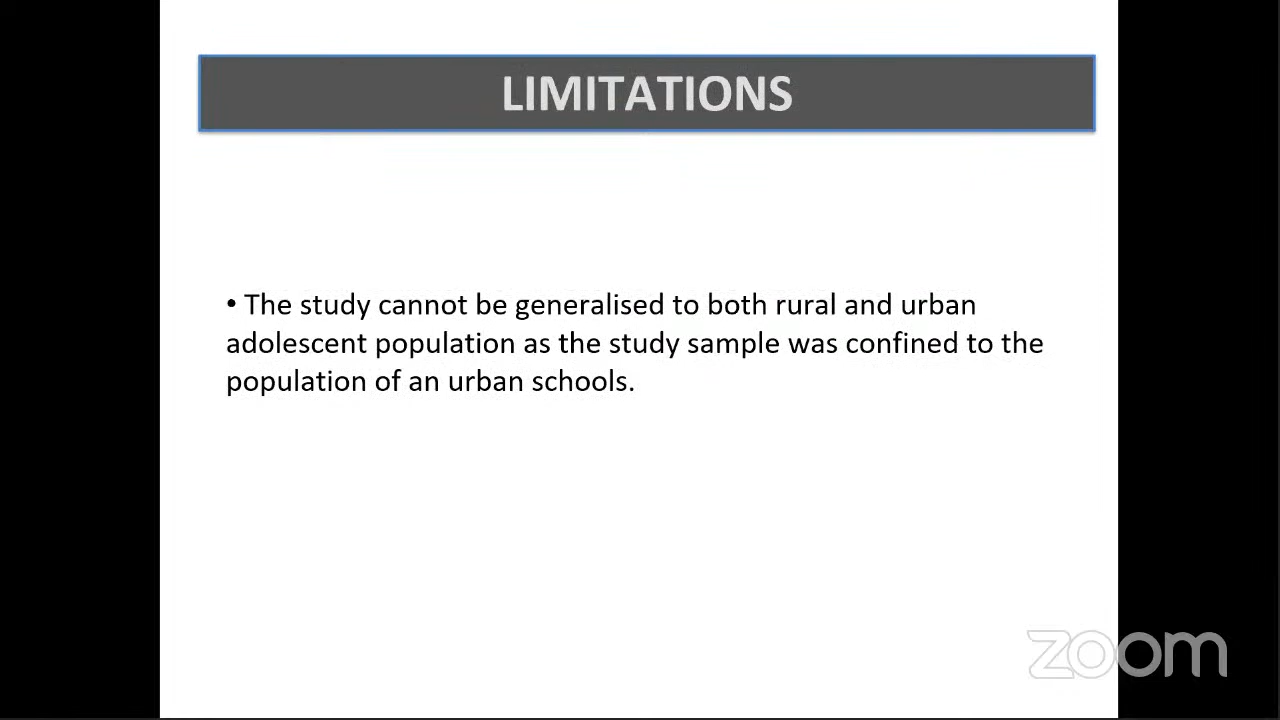 LIMITATIONS
• The study cannot be generalised to both rural and urban
adolescent population as the study sample was confined to the
population of an urban schools.
zoom